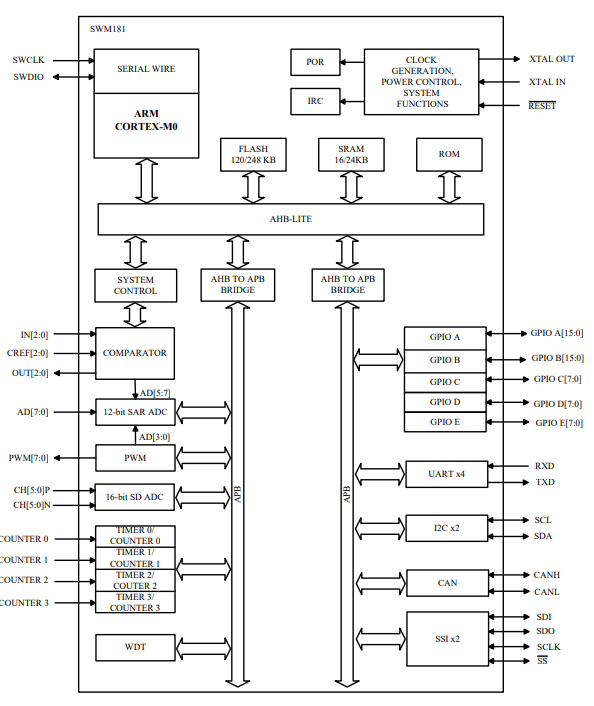 SWM181
SWCLK
SWDIO
SERIAL WIRE
ARM
CORTEX-M0
POR
IRC
CLOCK
GENERATION,
POWER CONTROL,
SYSTEM
FUNCTIONS
XTAL OUT
XTAL IN
RESET
FLASH
120/248 KB
SRAM
16/24KB
ROM
AHB-LITE
SYSTEM
CONTROL
AHB TO APB
BRIDGE
AHB TO APB
BRIDGE
IN[2:0]
CREF[2:0]
OUT[2:0]
COMPARATOR
AD[5:7]
AD[7:0]
12-bit SAR ADC
AD[3:0]
PWM[7:0]
PWM
CH[5:0]P
CH[5:0]N
16-bit SD ADC
APB
COUNTER 0
COUNTER 1
COUNTER 2
COUNTER 3
TIMER 0/
COUNTER 0
TIMER 1/
COUNTER 1
TIMER 2/
COUTER 2
TIMER 3/
COUNTER 3
WDT
APB
GPIO A
GPIO B
GPIO C
GPIO D
GPIO E
GPIO A[15:0]
GPIO B[15:0]
GPIO C[7:0]
GPIO D[7:0]
GPIO E[7:0]
UART x4
RXD
TXD
I2C x2
SCL
SDA
CAN
CANH
CANL
SSI x2
SDI
SDO
SCLK
SS